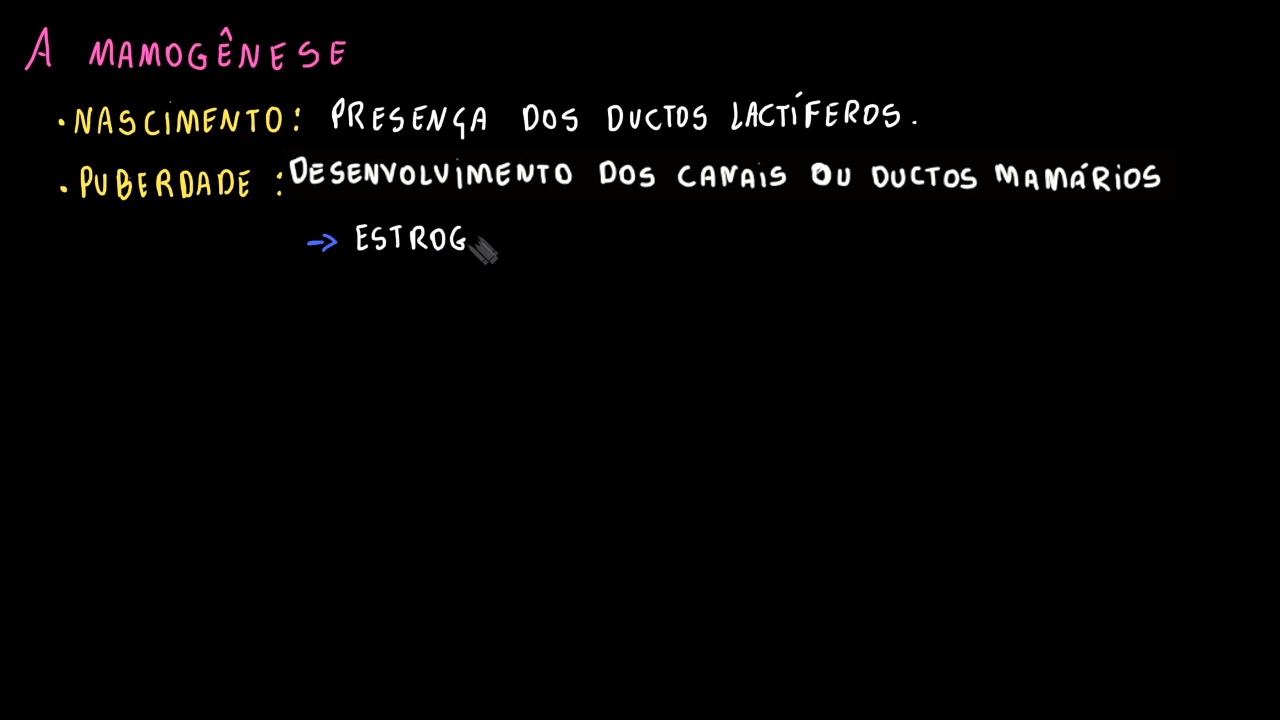 A MAMOGÊNESE
• NASCIMENTO: PRESENÇA DOS DUCTOS LACTÍFEROS.
• PUBERDADE: DESENVOLVIMENTO DOS CANAIS OU DUCTOS MAMÁRIOS
→ ESTROG